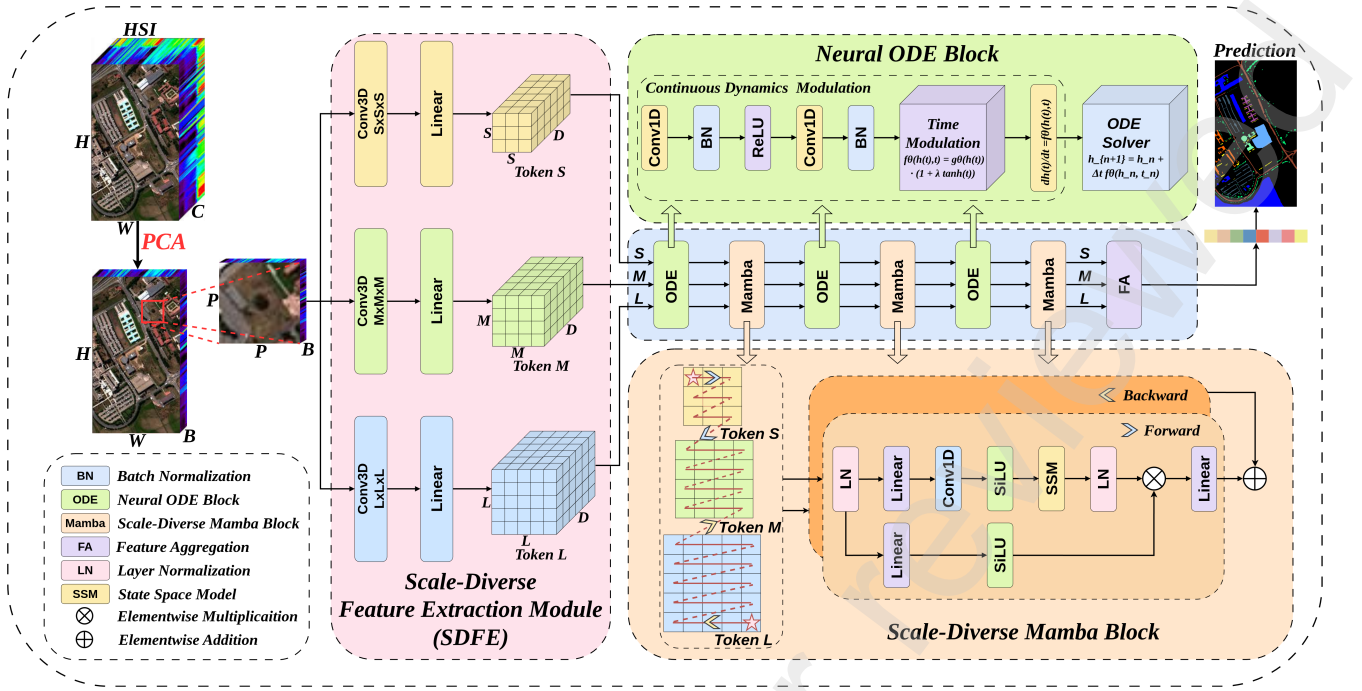 HSI
H
W
C
PCA
H
W
B
P
P
B
BN Batch Normalization
ODE Neural ODE Block
Mamba Scale-Diverse Mamba Block
FA Feature Aggregation
LN Layer Normalization
SSM State Space Model
Elementwise Multiplicaition
Elementwise Addition
Conv3D
SxSxS
Linear
S
S
D
Token S
Conv3D
MxMxM
Linear
M
M
D
Token M
Conv3D
LxLxL
Linear
L
L
D
Token L
Scale-Diverse
Feature Extraction Module
(SDFE)
Neural ODE Block
Continuous Dynamics Modulation
Conv1D
BN
ReLU
Conv1D
BN
Time
Modulation
fθ(h(t),t) = gθ(h(t))
· (1 + λ tanh(t))
dh(t)/dt =fθ(h(t),t)
ODE
Solver
h_{n+1} = h_n +
Δt fθ(h_n, t_n)
Prediction
S
M
L
ODE
Mamba
ODE
Mamba
ODE
Mamba
S
M
L
FA
Token S
Token M
Token L
Backward
Forward
LN
Linear
Conv1D
SiLU
SSM
LN
Linear
Linear
SiLU
Scale-Diverse Mamba Block
r reviewed